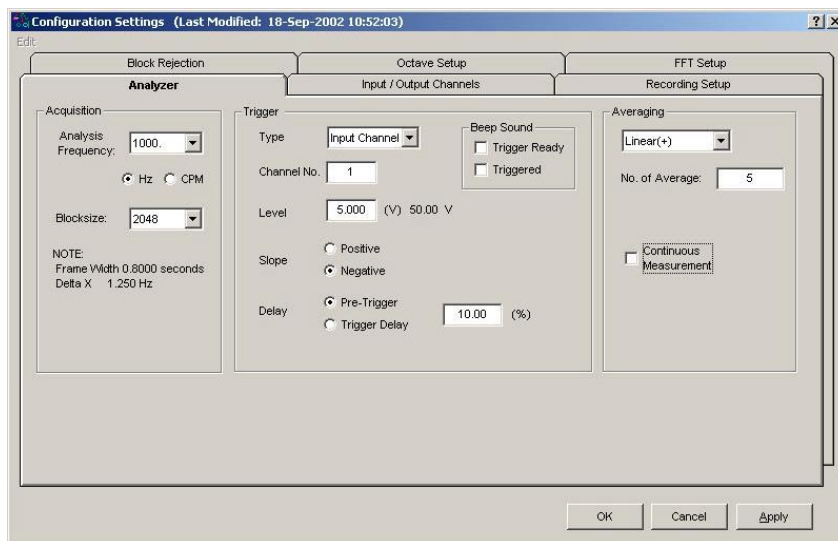 Configuration Settings (Last Modified: 18-Sep-2002 10:52:03)
Edit
Block Rejection
Octave Setup
FFT Setup
Analyzer
Input / Output Channels
Recording Setup
Acquisition
Analysis Frequency:
1000.
Hz
CPM
Blocksize:
2048
NOTE:
Frame Width 0.8000 seconds
Delta X 1.250 Hz
Trigger
Type
Input Channel
Beep Sound
Trigger Ready
Triggered
Channel No.
1
Level
5.000
(V) 50.00 V
Slope
Positive
Negative
Delay
Pre-Trigger
Trigger Delay
10.00
(%)
Averaging
Linear(+)
No. of Average:
5
Continuous
Measurement
OK
Cancel
Apply